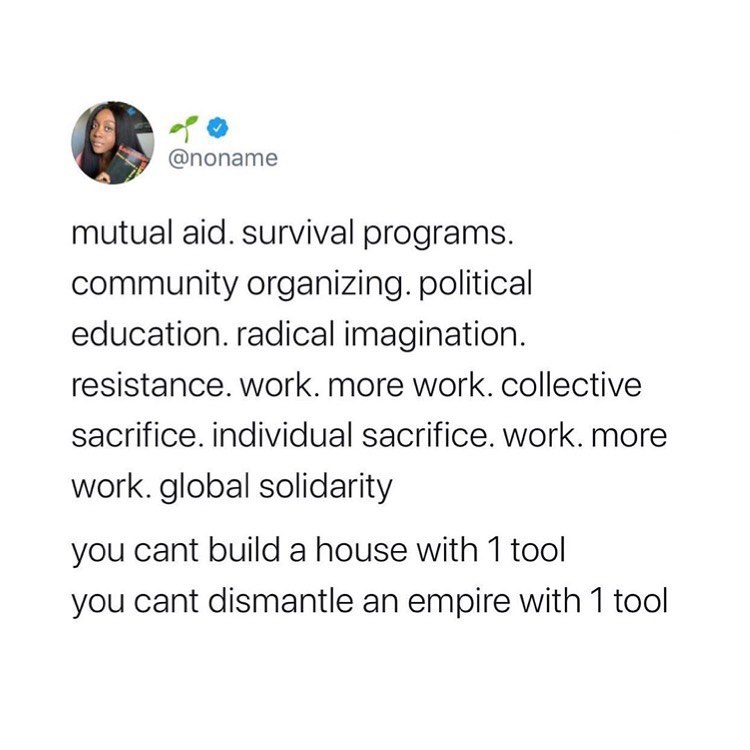 @noname
mutual aid. survival programs.
community organizing. political
education. radical imagination.
resistance. work. more work. collective
sacrifice. individual sacrifice. work. more
work. global solidarity
you cant build a house with 1 tool
you cant dismantle an empire with 1 tool